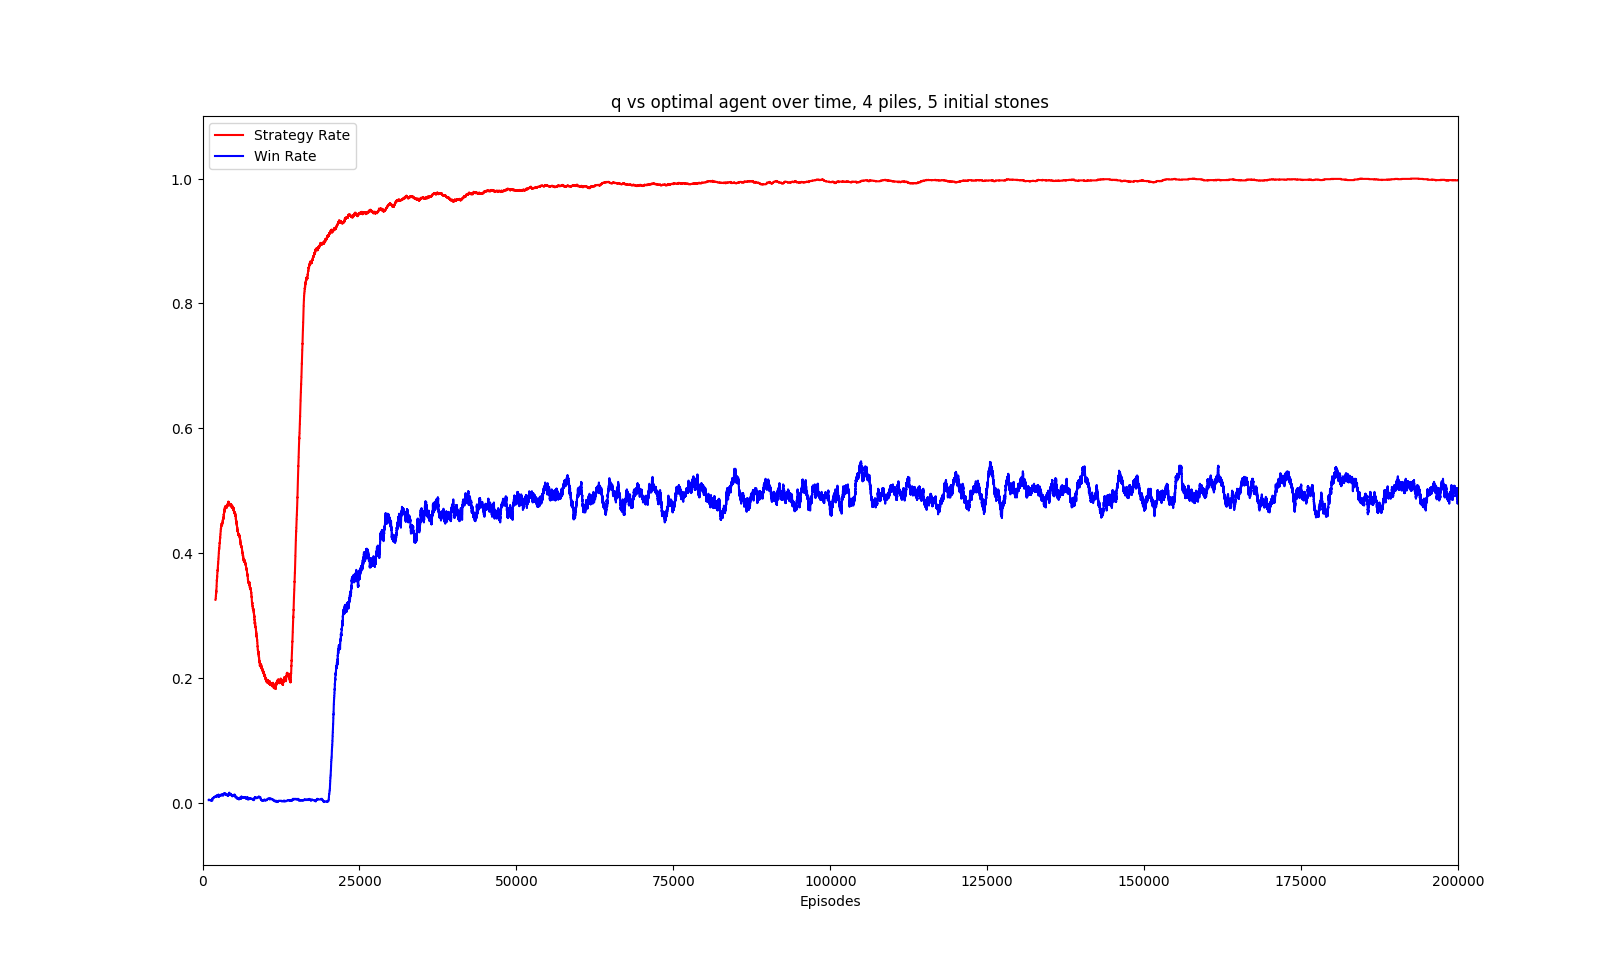 q vs optimal agent over time, 4 piles, 5 initial stones
Strategy Rate
Win Rate
1.0
0.8
0.6
0.4
0.2
0.0
0 25000 50000 75000 100000 125000 150000 175000 200000
Episodes